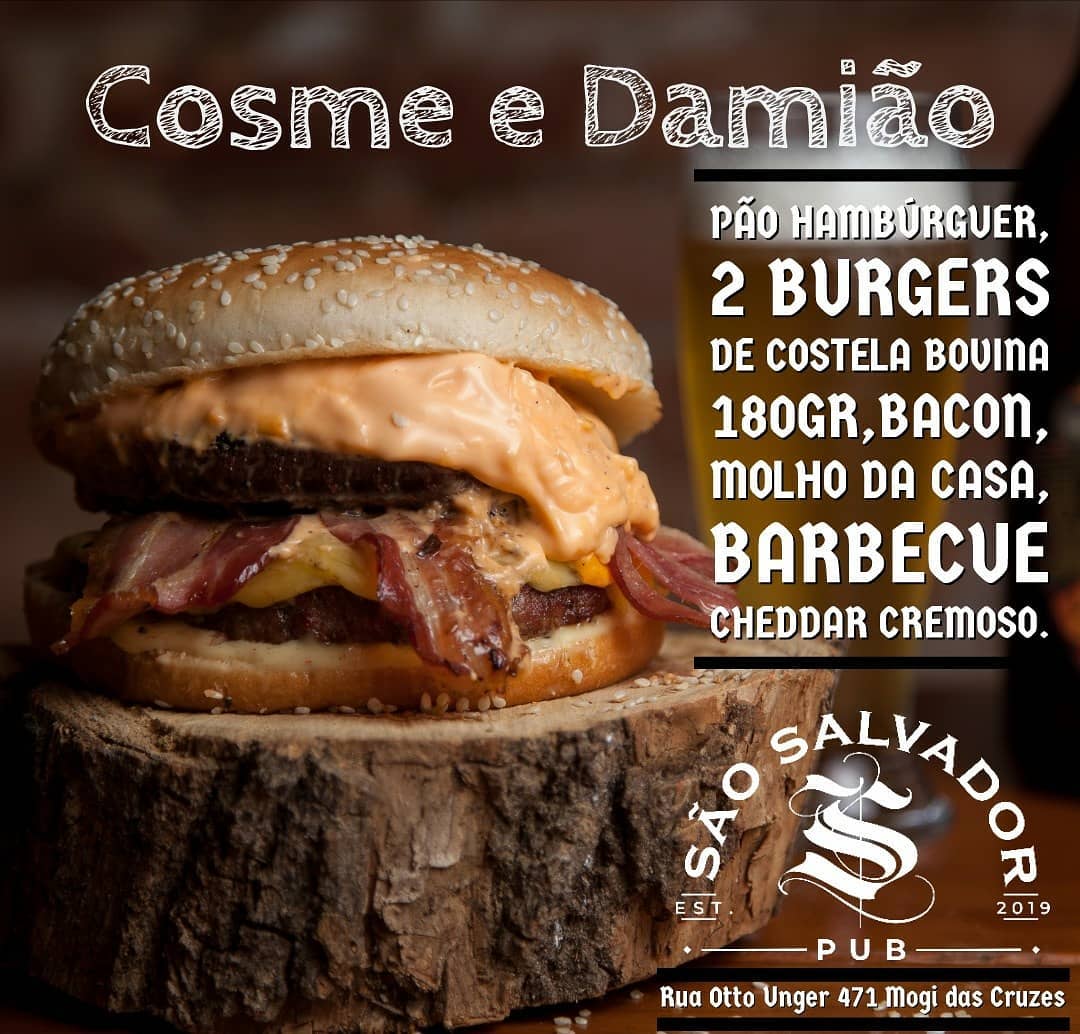 Cosme e Damião
PÃO HAMBÚRGUER,
2 BURGERS
DE COSTELA BOVINA
180GR,BACON,
MOLHO DA CASA,
BARBECUE
CHEDDAR CREMOSO.
SÃO SALVADOR
S
EST. 2019
PUB
Rua Otto Unger 471 Mogi das Cruzes